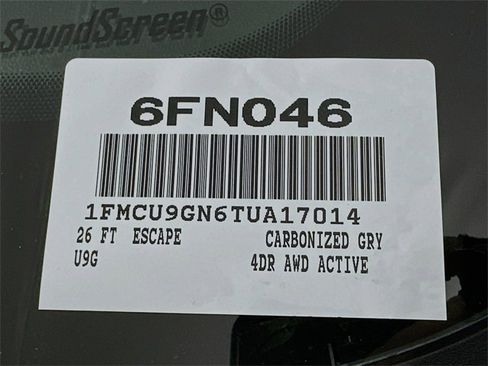 SoundScreen®
6FN046
1FMCU9GN6TUA17014
26 FT ESCAPE CARBONIZED GRY
U9G 4DR AWD ACTIVE